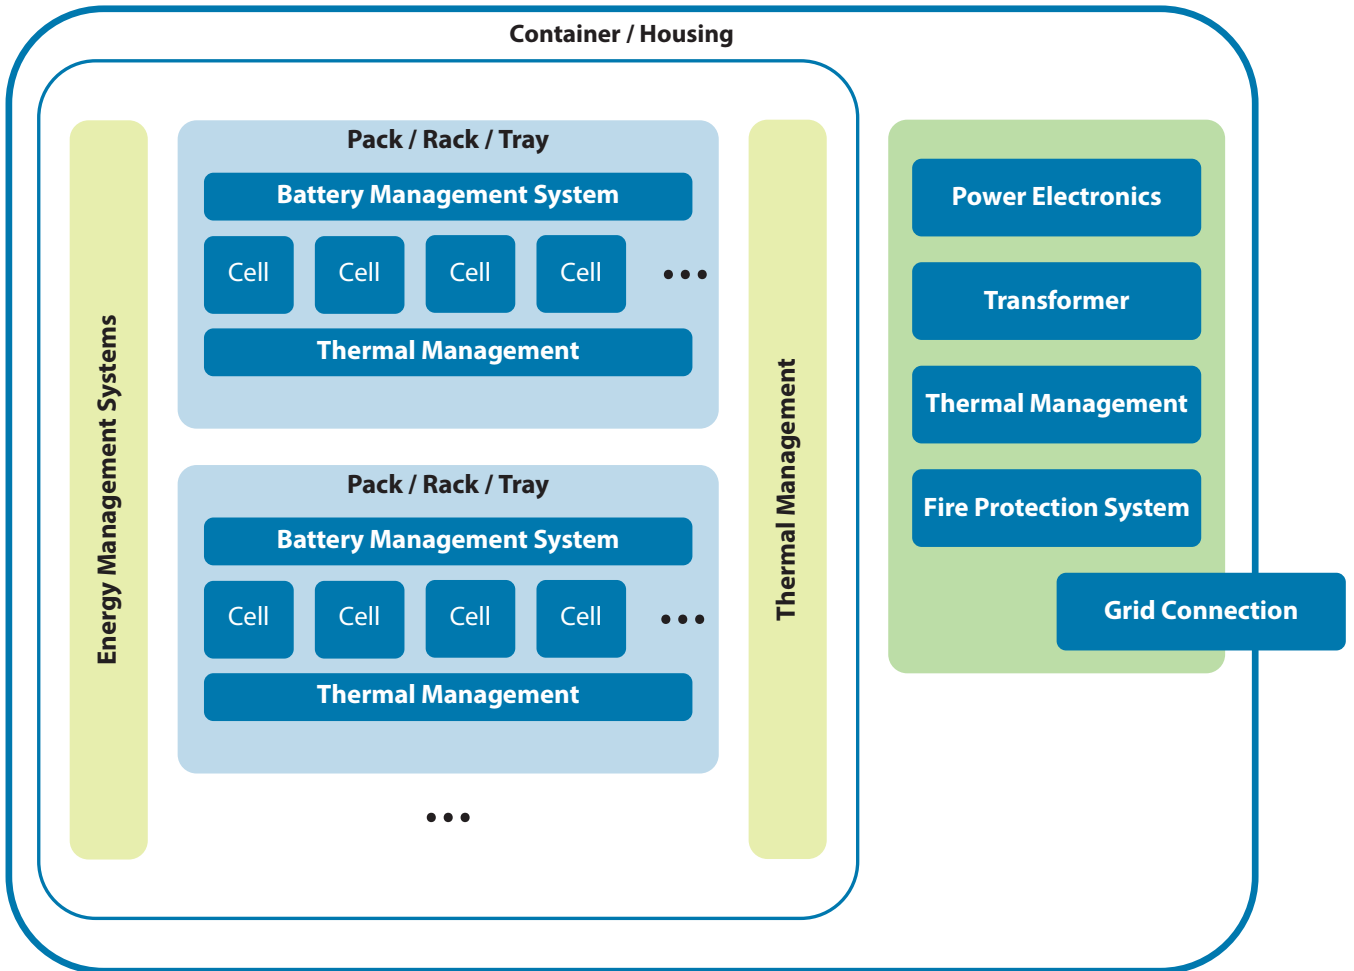 Container / Housing
Energy Management Systems
Pack / Rack / Tray
Battery Management System
Cell Cell Cell Cell •••
Thermal Management
Pack / Rack / Tray
Battery Management System
Cell Cell Cell Cell •••
Thermal Management
•••
Thermal Management
Power Electronics
Transformer
Thermal Management
Fire Protection System
Grid Connection